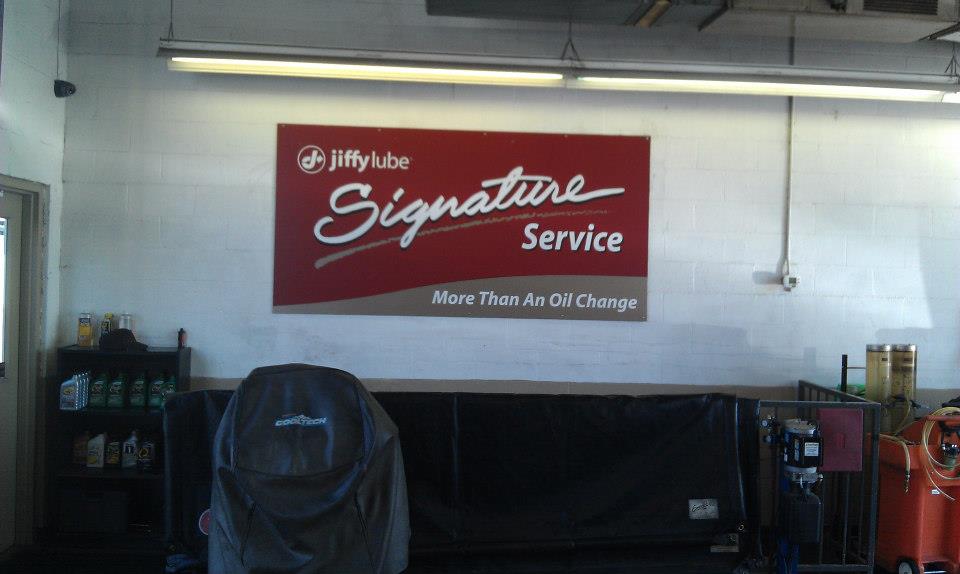 jiffy lube
Signature
Service
More Than An Oil Change
COOLTECH